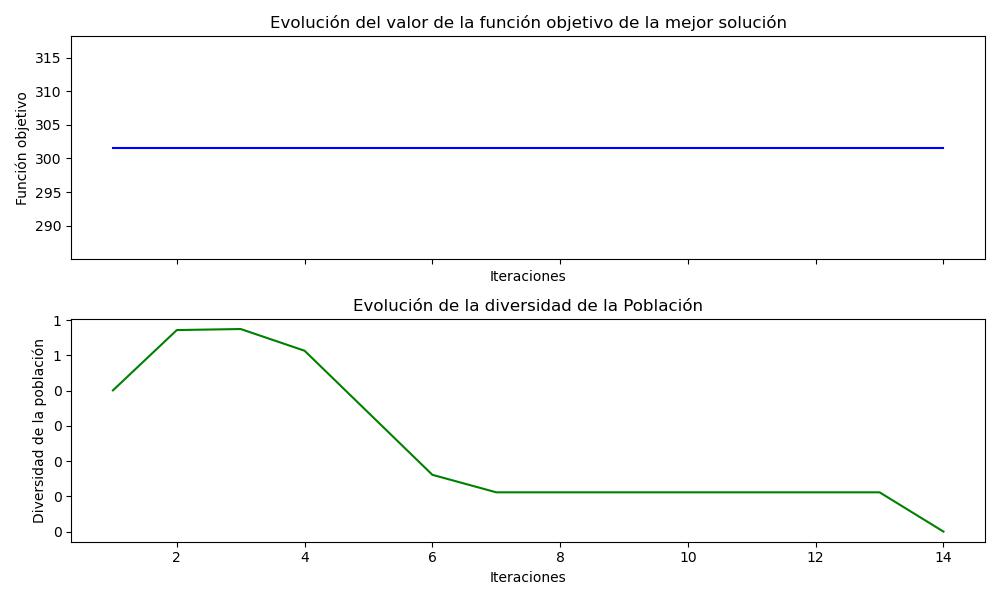 Evolución del valor de la función objetivo de la mejor solución
315
310
305
300
295
290
Función objetivo
Iteraciones
Evolución de la diversidad de la Población
1
1
0
0
0
0
0
Diversidad de la población
2 4 6 8 10 12 14
Iteraciones